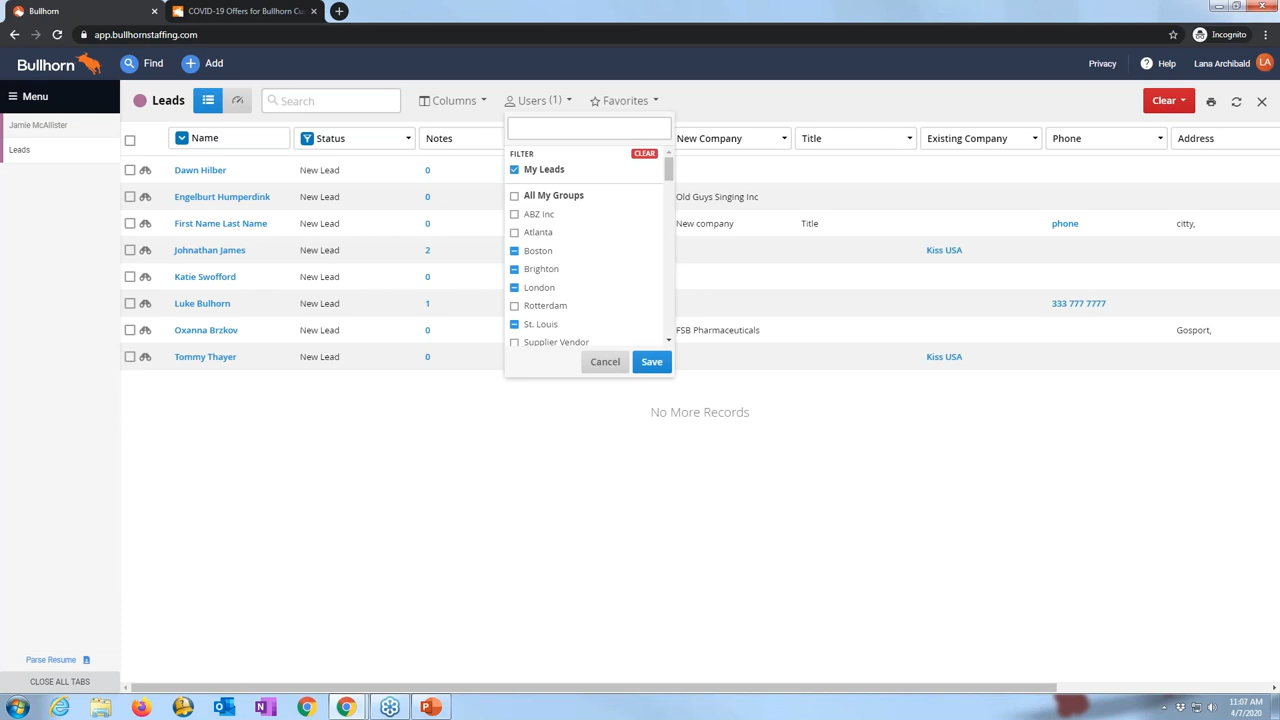 Bullhorn
COVID-19 Offers for Bullhorn Cu
app.bullhornstaffing.com
Incognito
Bullhorn
Find
Add
Privacy
Help
Lana Archibald
LA
Menu
Jamie McAllister
Leads
Leads
Search
Columns
Users (1)
Favorites
Clear
Name
Status
Notes
New Company
Title
Existing Company
Phone
Address
FILTER
CLEAR
My Leads
All My Groups
ABZ Inc
Atlanta
Boston
Brighton
London
Rotterdam
St. Louis
Supplier Vendor
Cancel
Save
Dawn Hilber New Lead 0
Engelburt Humperdink New Lead 0 Old Guys Singing Inc
First Name Last Name New Lead 0 New company Title phone citty,
Johnathan James New Lead 2 Kiss USA
Katie Swofford New Lead 0
Luke Bulhorn New Lead 1 333 777 7777
Oxanna Brzkov New Lead 0 FSB Pharmaceuticals Gosport,
Tommy Thayer New Lead 0 Kiss USA
No More Records
Parse Resume
CLOSE ALL TABS
11:07 AM
4/7/2020